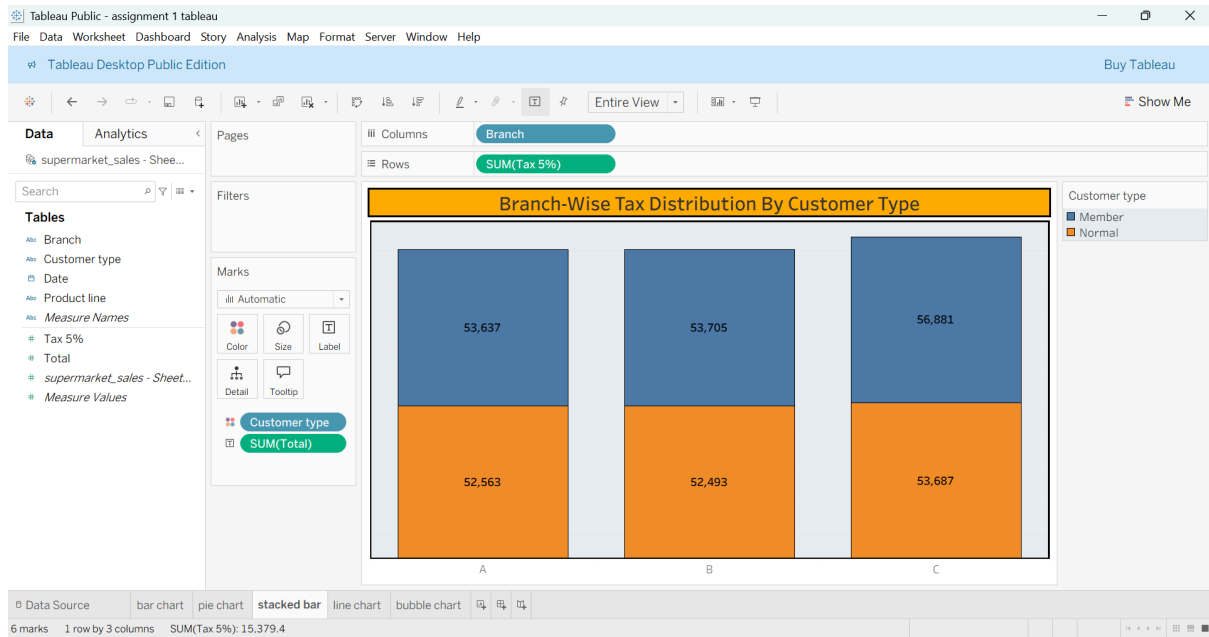 Tableau Public - assignment 1 tableau
File Data Worksheet Dashboard Story Analysis Map Format Server Window Help
Tableau Desktop Public Edition Buy Tableau
Entire View Show Me
Data Analytics
supermarket_sales - Shee...
Search
Tables
Abc Branch
Abc Customer type
Date
Abc Product line
Abc Measure Names
# Tax 5%
# Total
# supermarket_sales - Sheet...
# Measure Values
Pages
Filters
Marks
Automatic
Color Size Label
Detail Tooltip
Customer type
SUM(Total)
Columns Branch
Rows SUM(Tax 5%)
Branch-Wise Tax Distribution By Customer Type
53,637 53,705 56,881
52,563 52,493 53,687
A B C
Customer type
Member
Normal
Data Source bar chart pie chart stacked bar line chart bubble chart
6 marks 1 row by 3 columns SUM(Tax 5%): 15,379.4